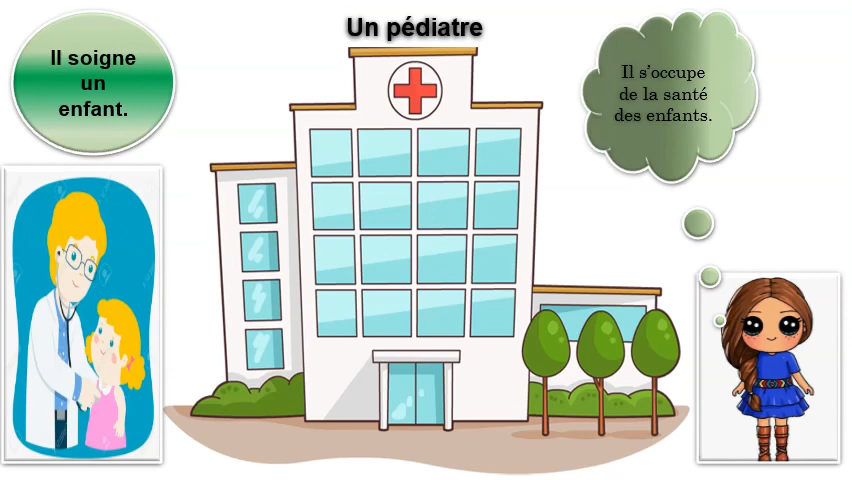 Un pédiatre
Il soigne
un
enfant.
Il s'occupe
de la santé
des enfants.